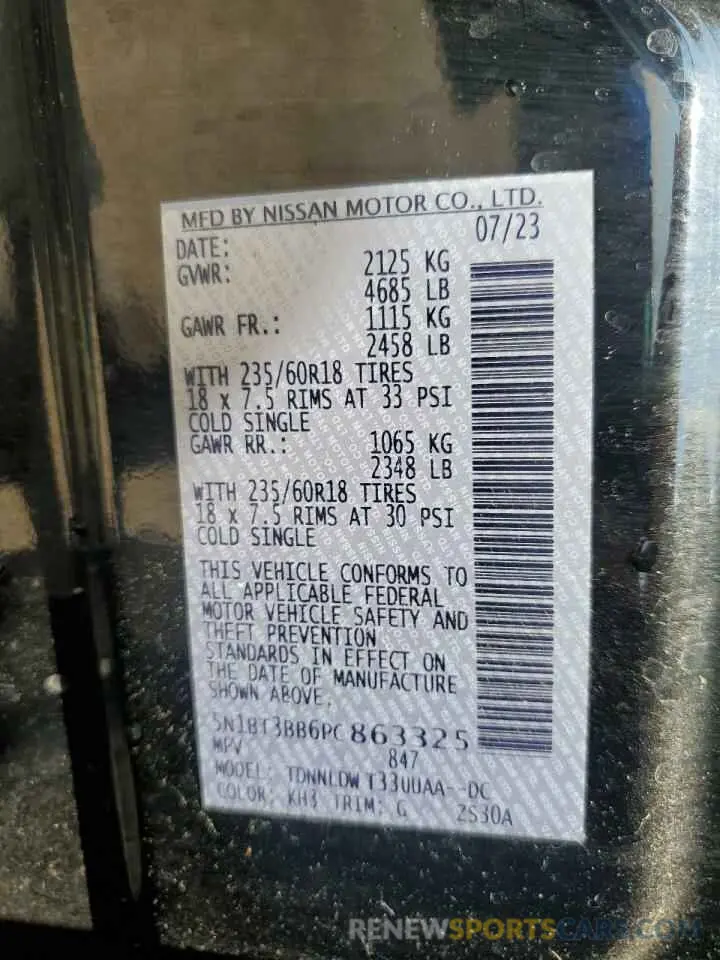 MFD BY NISSAN MOTOR CO., LTD.
DATE: 07/23
GVWR: 2125 KG
4685 LB
GAWR FR.: 1115 KG
2458 LB
WITH 235/60R18 TIRES
18 x 7.5 RIMS AT 33 PSI
COLD SINGLE
GAWR RR.: 1065 KG
2348 LB
WITH 235/60R18 TIRES
18 x 7.5 RIMS AT 30 PSI
COLD SINGLE
THIS VEHICLE CONFORMS TO
ALL APPLICABLE FEDERAL
MOTOR VEHICLE SAFETY AND
THEFT PREVENTION
STANDARDS IN EFFECT ON
THE DATE OF MANUFACTURE
SHOWN ABOVE.
5N1BT3BB6PC863325
MPV 847
MODEL: TDNNLDWT33UUAA--DC
COLOR: KH3 TRIM: G 2S30A
RENEWSPORTSCARS.COM